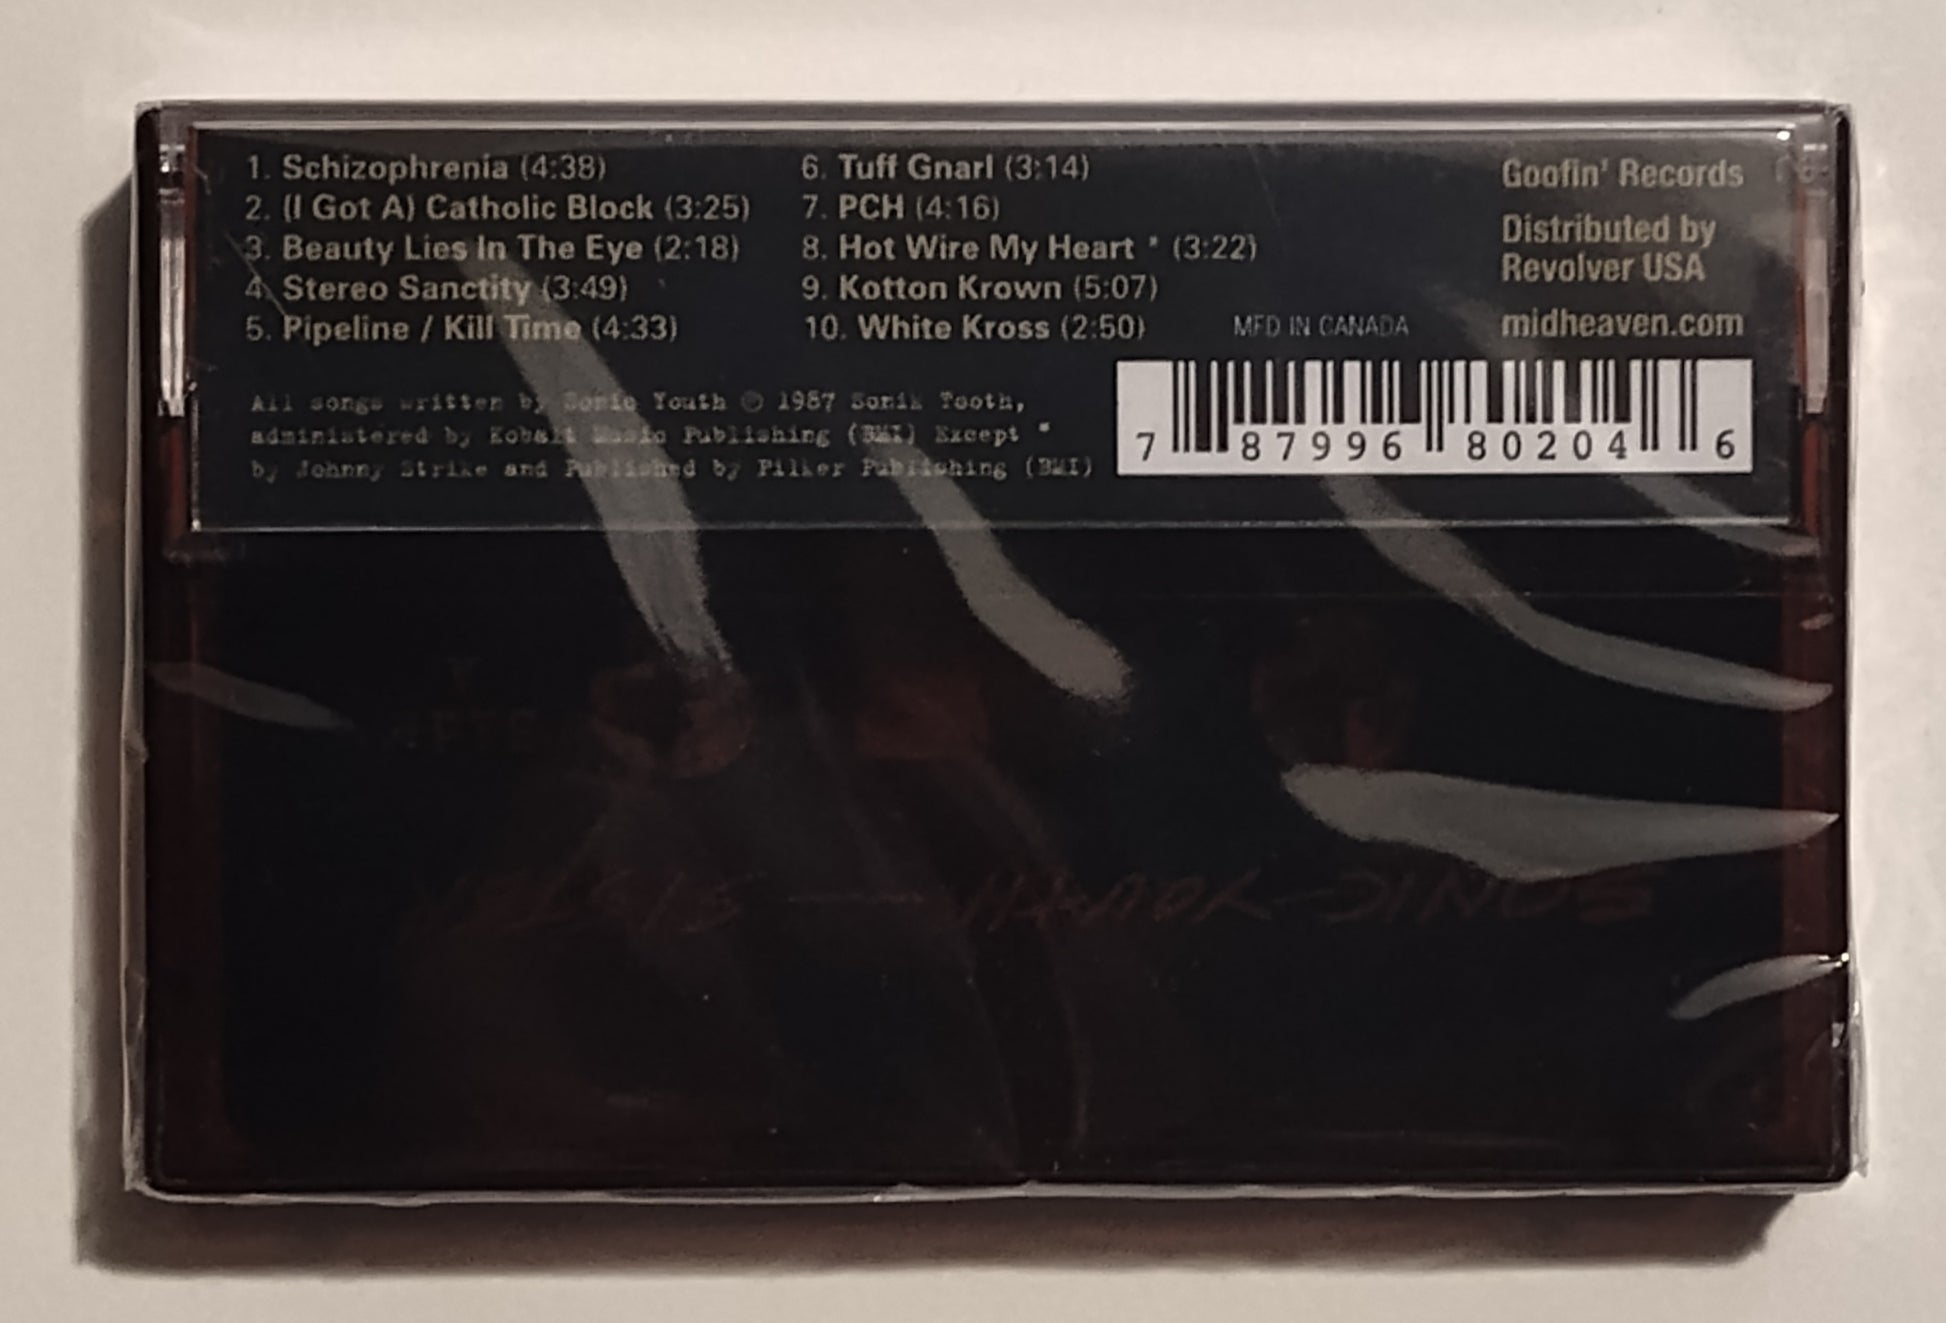 1. Schizophrenia (4:38)
2. (I Got A) Catholic Block (3:25)
3. Beauty Lies In The Eye (2:18)
4. Stereo Sanctity (3:49)
5. Pipeline / Kill Time (4:33)
6. Tuff Gnarl (3:14)
7. PCH (4:16)
8. Hot Wire My Heart * (3:22)
9. Kotton Krown (5:07)
10. White Kross (2:50)
MFD IN CANADA
Goofin' Records
Distributed by
Revolver USA
midheaven.com
All songs written by Sonic Youth © 1987 Sonik Tooth,
administered by Kobalt Music Publishing (BMI) Except *
by Johnny Strike and Published by Piller Publishing (BMI)
7 87996 80204 6
SONIC-YOUTH — SISTER